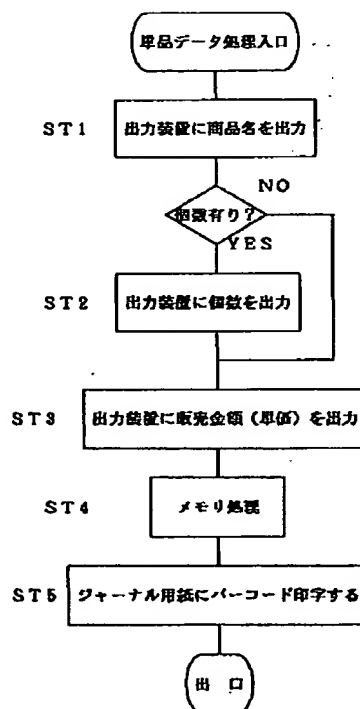 単品データ処理入口
ST1
出力装置に商品名を出力
NO
個数有り?
YES
ST2
出力装置に個数を出力
ST3
出力装置に販売金額(単価)を出力
ST4
メモリ処理
ST5
ジャーナル用紙にバーコード印字する
出 口